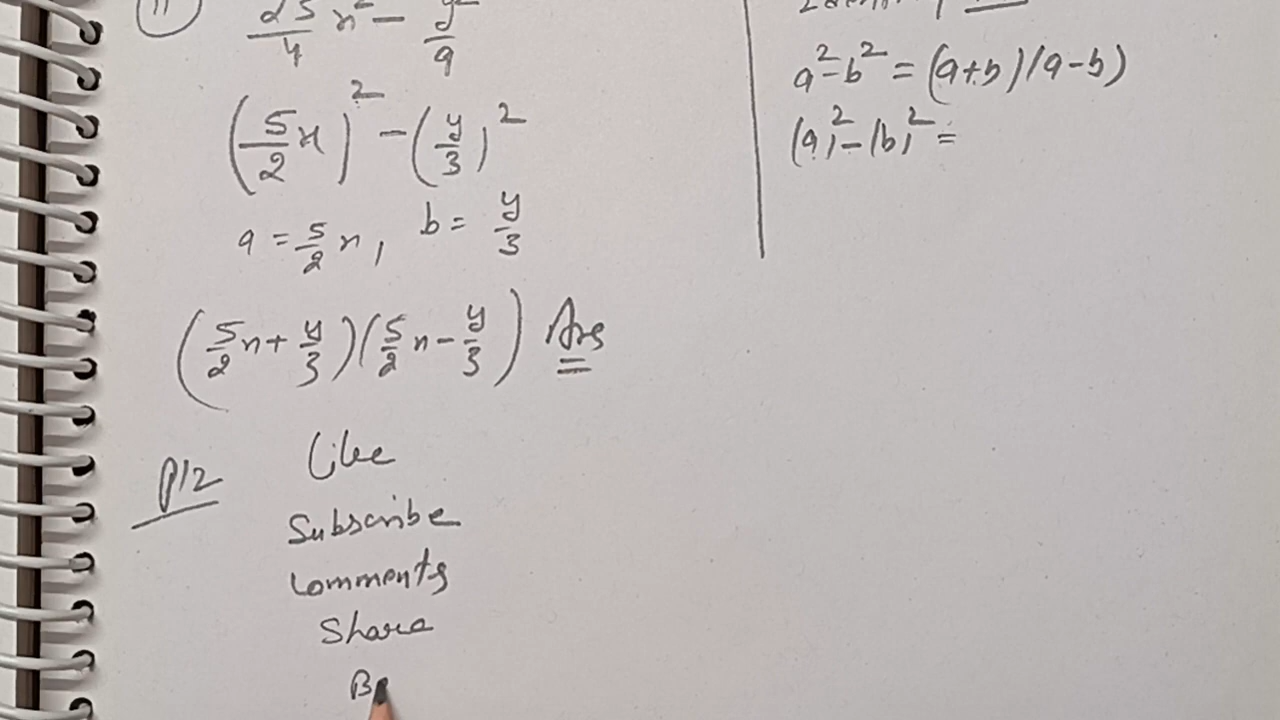 11
25/4 x² - y²/9
(5/2 x)² - (y/3)²
a = 5/2 x, b = y/3
(5/2 x + y/3)(5/2 x - y/3) Ans
Plz
Like
Subscribe
Comments
Share
a² - b² = (a+b)(a-b)
(a)² - (b)² =